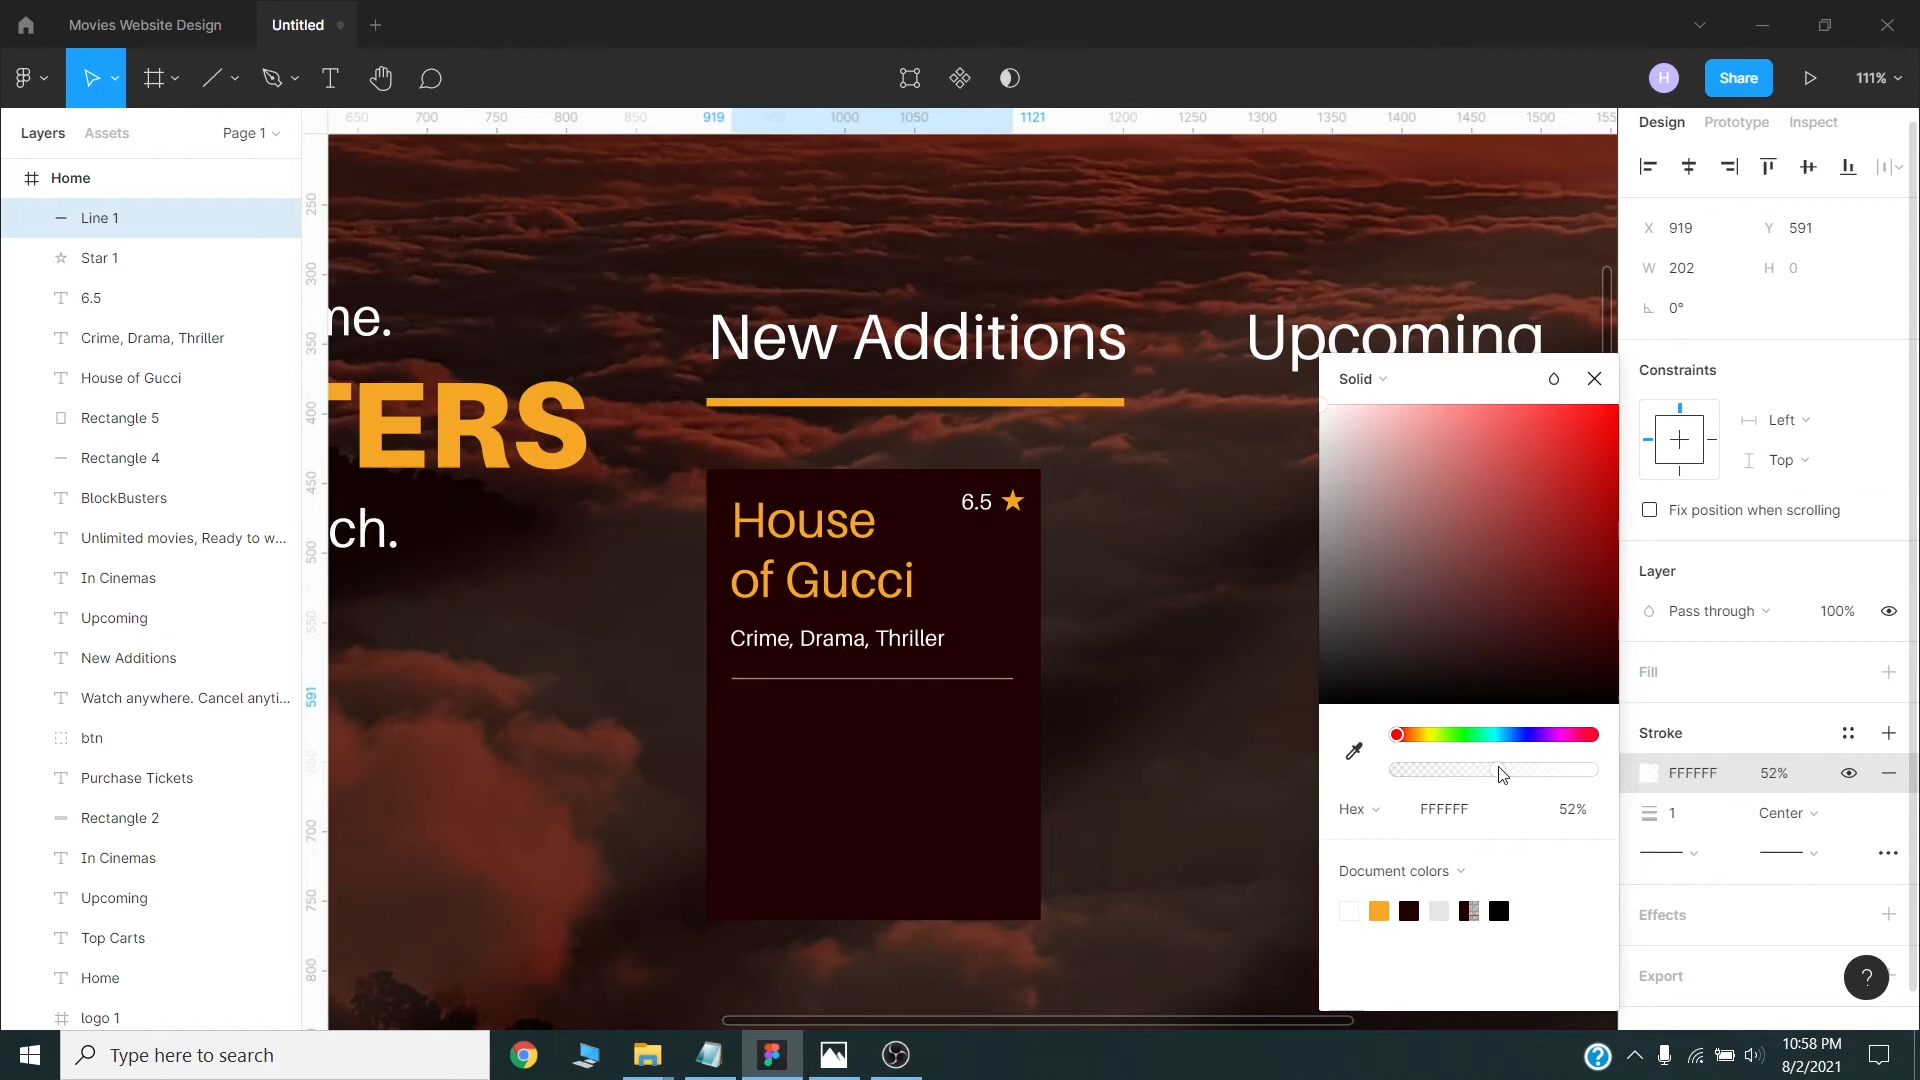 Movies Website Design
Untitled
H
Share
111%
Layers
Assets
Page 1
Home
Line 1
Star 1
6.5
Crime, Drama, Thriller
House of Gucci
Rectangle 5
Rectangle 4
BlockBusters
Unlimited movies, Ready to w...
In Cinemas
Upcoming
New Additions
Watch anywhere. Cancel anyti...
btn
Purchase Tickets
Rectangle 2
In Cinemas
Upcoming
Top Carts
Home
logo 1
650 700 750 800 850 919 950 1000 1050 1121 1200 1250 1300 1350 1400 1450 1500 155
250
300
350
400
450
500
550
591
650
700
750
800
me.
TERS
ch.
New Additions
Upcoming
6.5
House
of Gucci
Crime, Drama, Thriller
Solid
Hex FFFFFF 52%
Document colors
Design
Prototype
Inspect
X 919
Y 591
W 202
H 0
0°
Constraints
Left
Top
Fix position when scrolling
Layer
Pass through 100%
Fill
Stroke
FFFFFF 52%
1 Center
Effects
Export
?
Type here to search
10:58 PM
8/2/2021